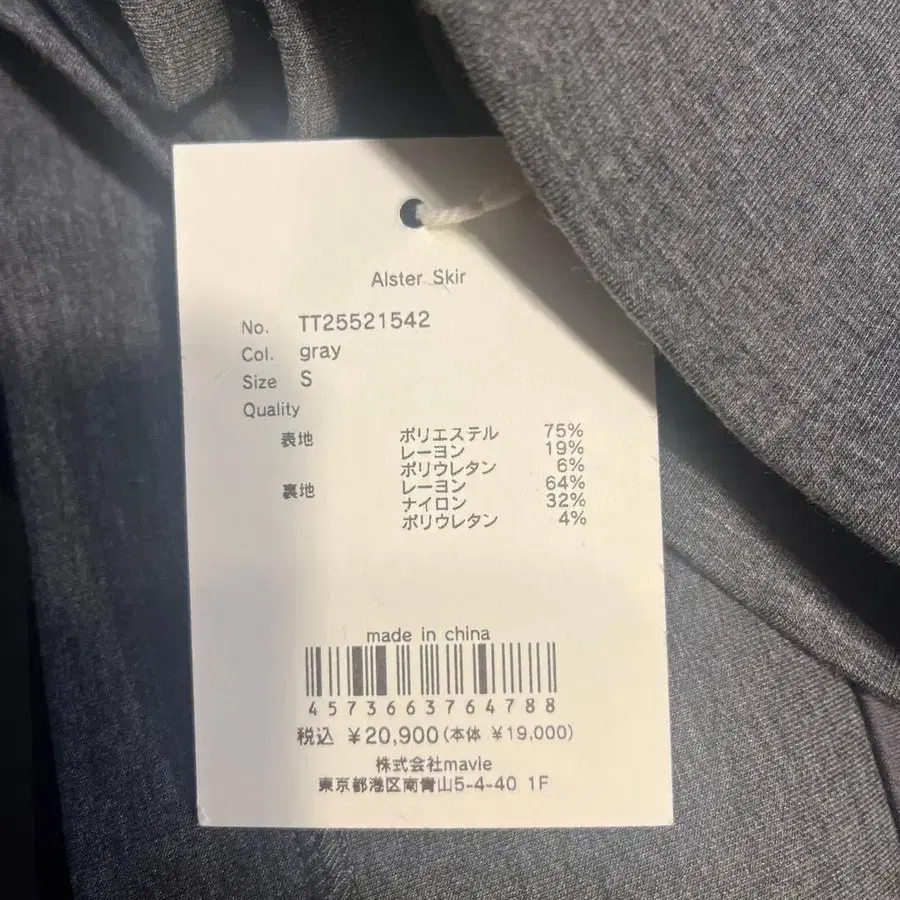 Alster Skir
No. TT25521542
Col. gray
Size S
Quality
表地 ポリエステル 75%
レーヨン 19%
ポリウレタン 6%
裏地 レーヨン 64%
ナイロン 32%
ポリウレタン 4%
made in china
4573663764788
税込 ¥20,900(本体 ¥19,000)
株式会社mavie
東京都港区南青山5-4-40 1F